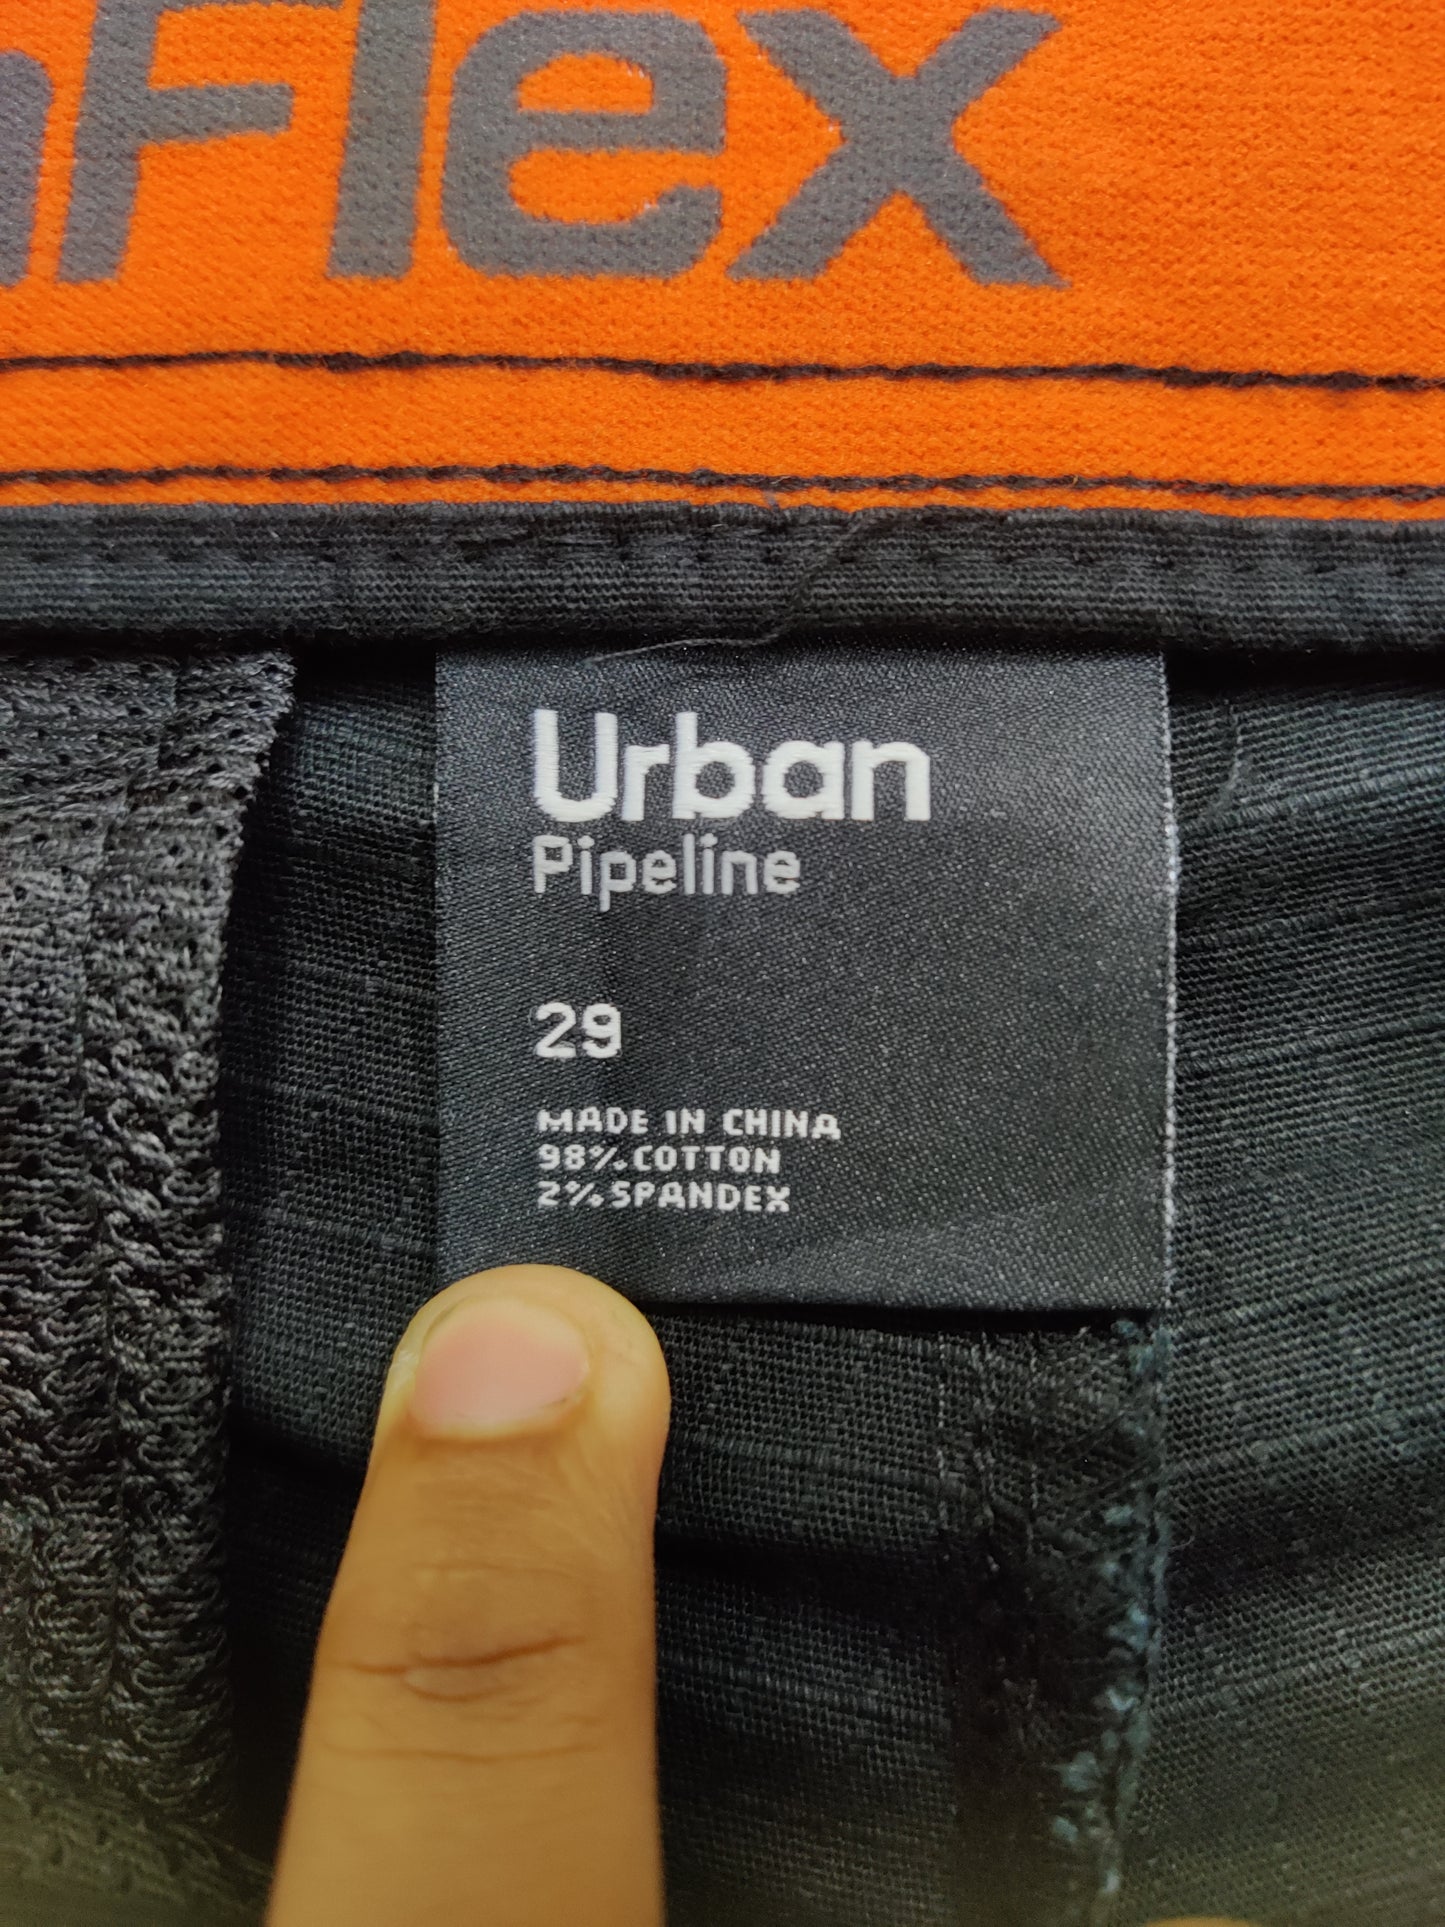 Flex
Urban
Pipeline
29
MADE IN CHINA
98% COTTON
2% SPANDEX